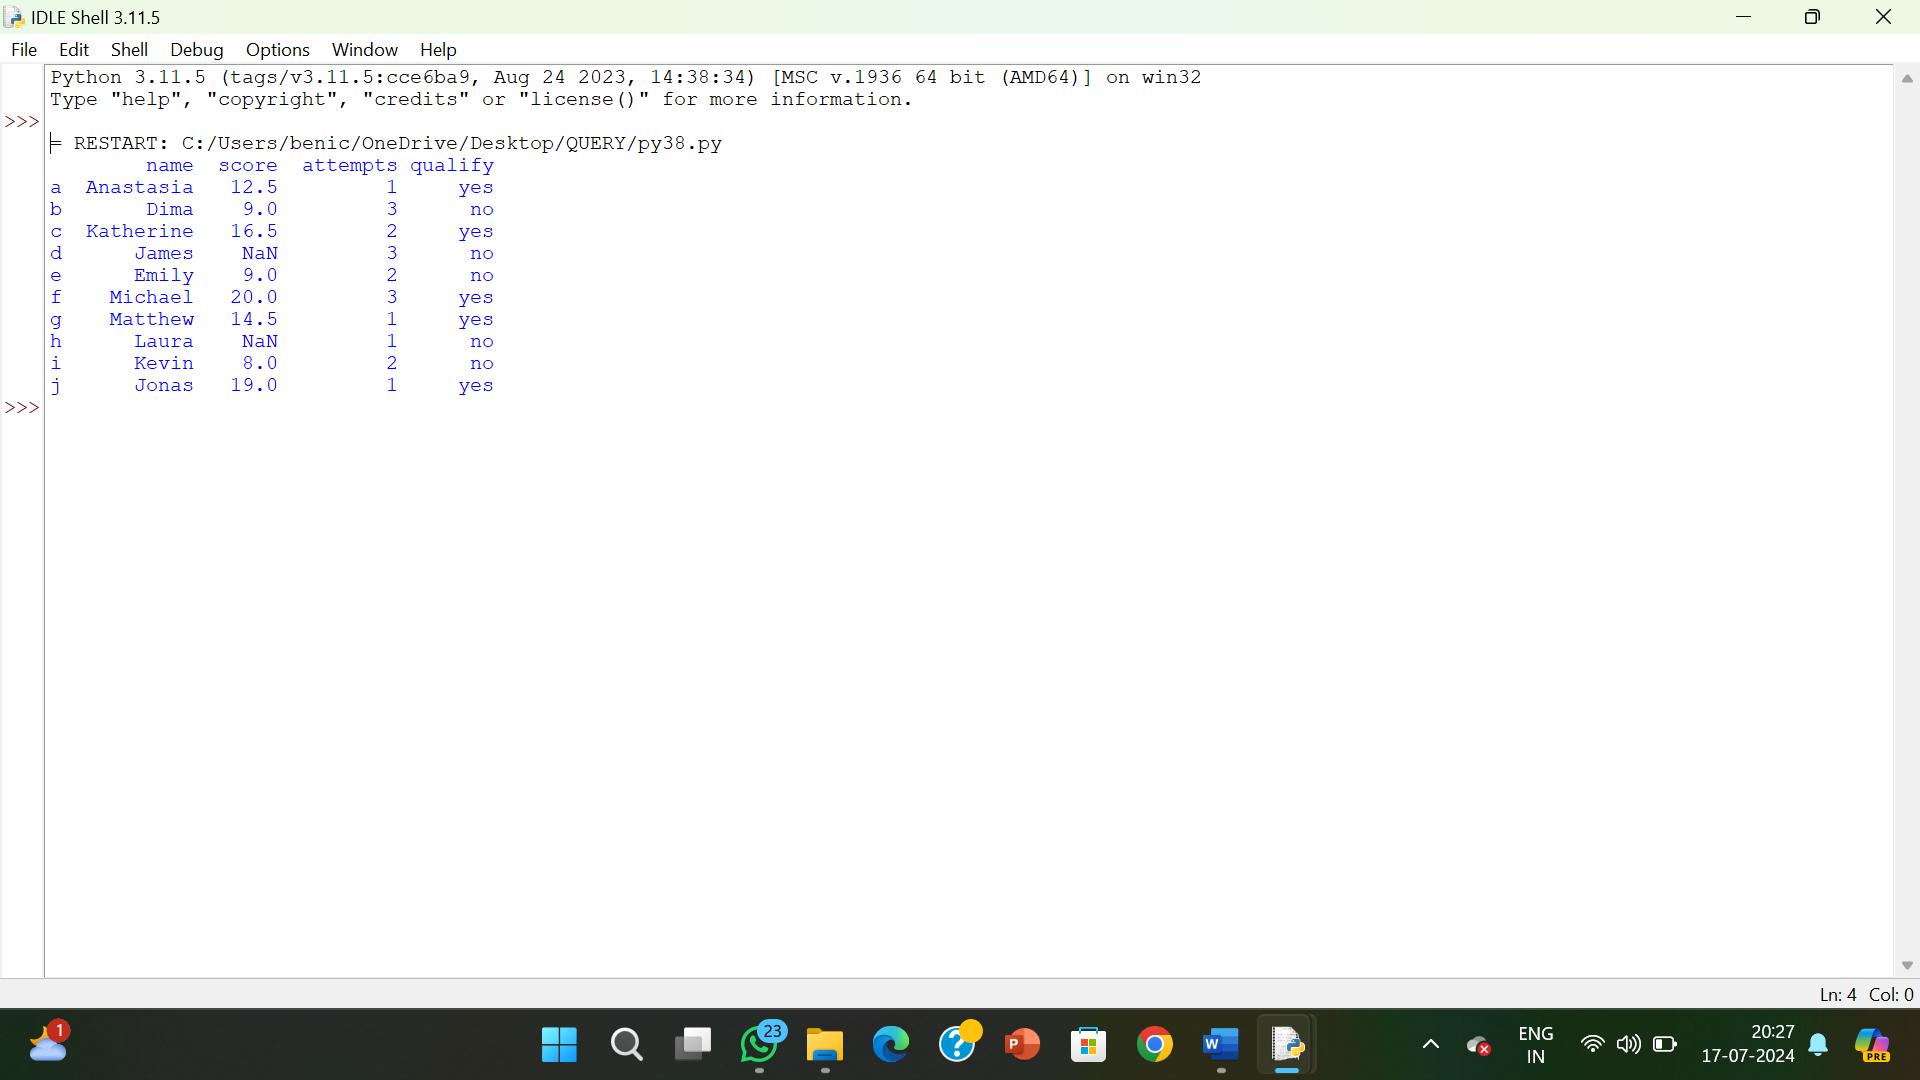 IDLE Shell 3.11.5
File Edit Shell Debug Options Window Help
Python 3.11.5 (tags/v3.11.5:cce6ba9, Aug 24 2023, 14:38:34) [MSC v.1936 64 bit (AMD64)] on win32
Type "help", "copyright", "credits" or "license()" for more information.
>>>
= RESTART: C:/Users/benic/OneDrive/Desktop/QUERY/py38.py
name score attempts qualify
a Anastasia 12.5 1 yes
b Dima 9.0 3 no
c Katherine 16.5 2 yes
d James NaN 3 no
e Emily 9.0 2 no
f Michael 20.0 3 yes
g Matthew 14.5 1 yes
h Laura NaN 1 no
i Kevin 8.0 2 no
j Jonas 19.0 1 yes
>>>
Ln: 4 Col: 0
1
23
P
W
ENG
IN
20:27
17-07-2024
PRE